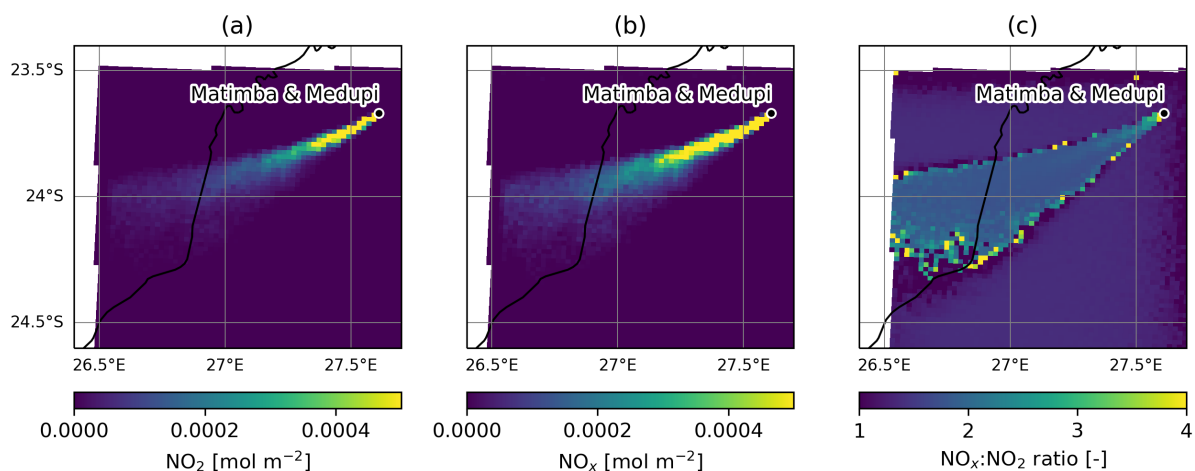 (a) (b) (c)
23.5°S
24°S
24.5°S
Matimba & Medupi Matimba & Medupi Matimba & Medupi
26.5°E 27°E 27.5°E 26.5°E 27°E 27.5°E 26.5°E 27°E 27.5°E
0.0000 0.0002 0.0004 0.0000 0.0002 0.0004 1 2 3 4
NO₂ [mol m⁻²] NOₓ [mol m⁻²] NOₓ:NO₂ ratio [-]